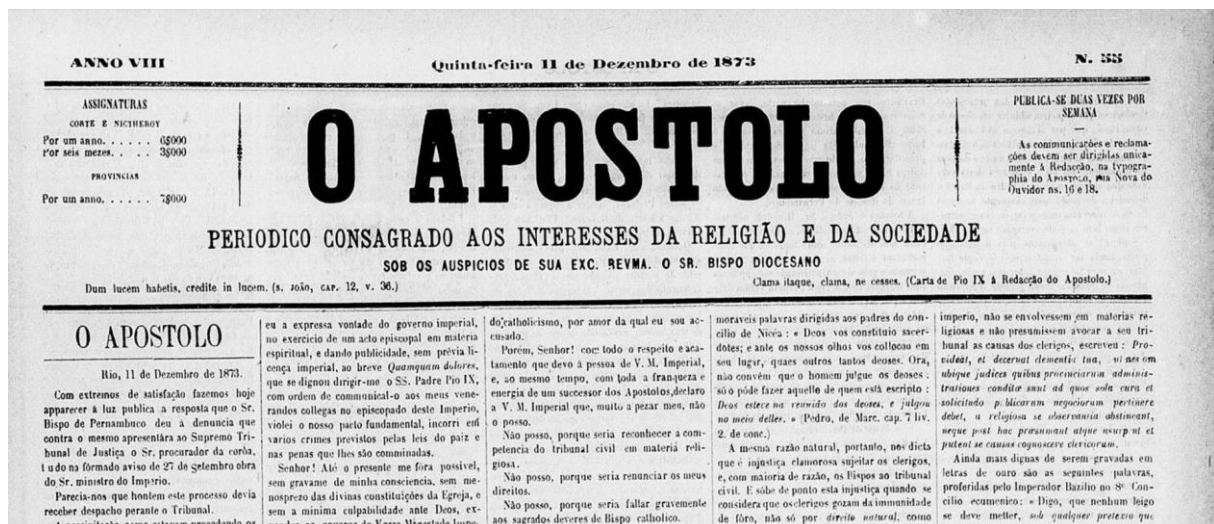 ANNO VIII
Quinta-feira 11 de Dezembro de 1873
N. 55
ASSIGNATURAS
CORTE E NICTHEROY
Por um anno. . . . . . 6$000
Por seis mezes. . . . 3$000
PROVINCIAS
Por um anno. . . . . . 7$000
O APOSTOLO
PUBLICA-SE DUAS VEZES POR
SEMANA
As communicações e reclama-
ções devem ser dirigidas unica-
mente à Redacção, na typogra-
phia do APOSTOLO, rua Nova do
Ouvidor ns. 16 e 18.
PERIODICO CONSAGRADO AOS INTERESSES DA RELIGIÃO E DA SOCIEDADE
SOB OS AUSPICIOS DE SUA EXC. REVMA. O SR. BISPO DIOCESANO
Dum lucem habetis, credite in lucem. (S. JOÃO, CAP. 12, V. 36.)
Clama itaque, clama, ne cesses. (Carta de Pio IX à Redacção do Apostolo.)
O APOSTOLO
Rio, 11 de Dezembro de 1873.
Com extremos de satisfação fazemos hoje
apparecer à luz publica a resposta que o Sr.
Bispo de Pernambuco deu à denuncia que
contra o mesmo apresentára ao Supremo Tri-
bunal de Justiça o Sr. procurador da corôa,
tudo na fórmado aviso de 27 de setembro obra
do Sr. ministro do Imperio.
Parecia-nos que hontem este processo devia
receber despacho perante o Tribunal.
eu a expressa vontade do governo imperial,
no exercicio de um acto episcopal em materia
espiritual, e dando publicidade, sem prévia li-
cença imperial, ao breve Quamquam dolores,
que se dignou dirigir-me o SS. Padre Pio IX,
com ordem de communical-o aos meus vene-
randos collegas no episcopado deste Imperio,
violei o nosso pacto fundamental, incorri em
varios crimes previstos pelas leis do paiz e
nas penas que lhes são comminadas.
Senhor! Até o presente me fôra possivel,
sem gravame de minha consciencia, sem me-
nosprezo das divinas constituições da Egreja, e
sem a minima culpabilidade ante Deos, ex-
do catholicismo, por amor da qual eu sou ac-
cusado.
Porém, Senhor! com todo o respeito e aca-
tamento que devo à pessoa de V. M. Imperial,
e, ao mesmo tempo, com toda a franqueza e
energia de um successor dos Apostolos, declaro
a V. M. Imperial que, muito a pezar meu, não
o posso.
Não posso, porque seria reconhecer a com-
petencia do tribunal civil em materia reli-
giosa.
Não posso, porque seria renunciar os meus
direitos.
Não posso, porque seria fallar gravemente
aos sagrados deveres de Bispo catholico.
moraveis palavras dirigidas aos padres do con-
cilio de Nicéa : « Deos vos constituio sacer-
dotes; e ante os nossos olhos vos collocou em
seu lugar, quaes outros tantos deoses. Ora,
não convém que o homem julgue os deoses ;
só o póde fazer aquelle de quem está escripto :
Deos esteve na reunião dos deoses, e julgou
no meio delles. » (Pedro, de Marc. cap. 7 liv.
2. de conc.)
A mesma razão natural, portanto, nos dicta
que é injustiça clamorosa sujeitar os clerigos,
e, com maioria de razão, os Bispos ao tribunal
civil. E sóbe de ponto esta injustiça quando se
considera que os clerigos gozam da immunidade
de fôro, não só por direito natural, como
imperio, não se envolvessem em materias re-
ligiosas e não presumissem avocar a seu tri-
bunal as causas dos clerigos, escreveu : Pro-
videat, et decernat clementia tua, ut nes om
ubique judices quibus provinciarum adminis-
trationes conditæ sunt ad quos sola cura et
solicitudo publicarum negociorum pertinere
debet, a religiosa se observantia abstineant,
neque post hac præsumant atque usurpent et
putent se causas cognoscere clericorum.
Ainda mais dignas de serem gravadas em
letras de ouro são as seguintes palavras,
proferidas pelo Imperador Bazilio no 8º Con-
cilio ecumenico: « Digo, que nenhum leigo
se deve metter, sob qualquer pretexto que